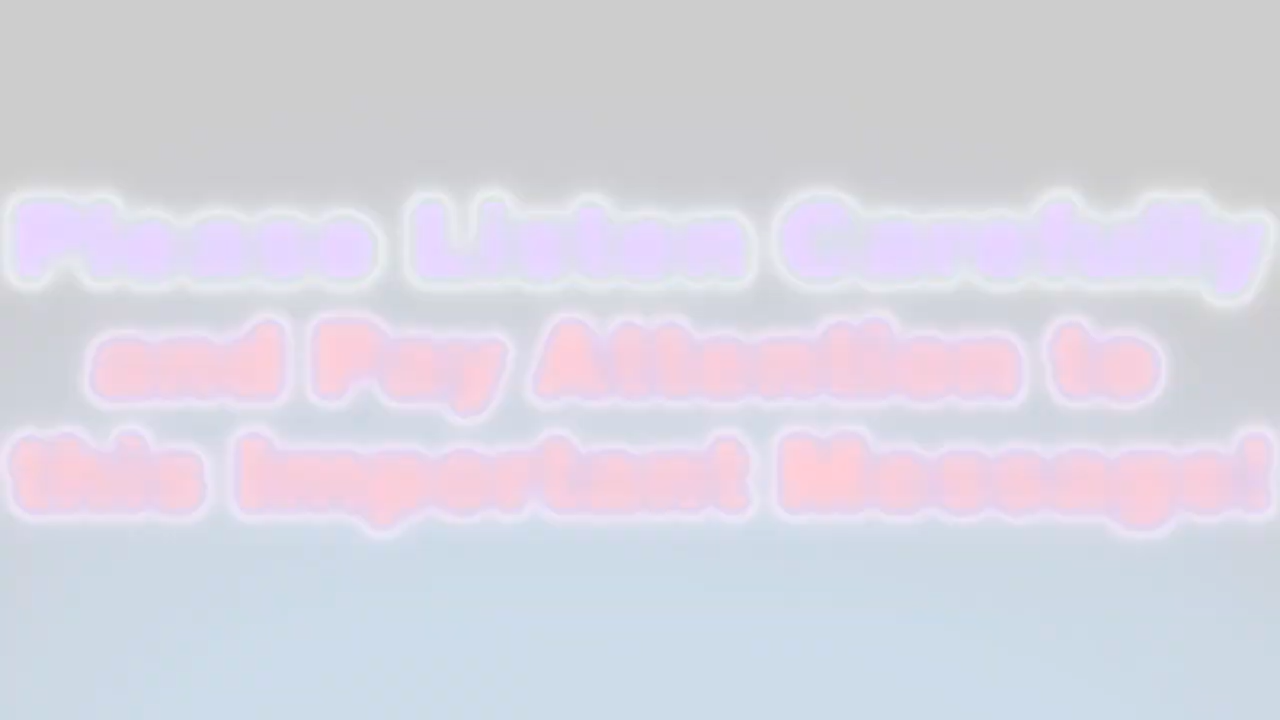 Please Listen Carefully
and Pay Attention to
this Important Message!